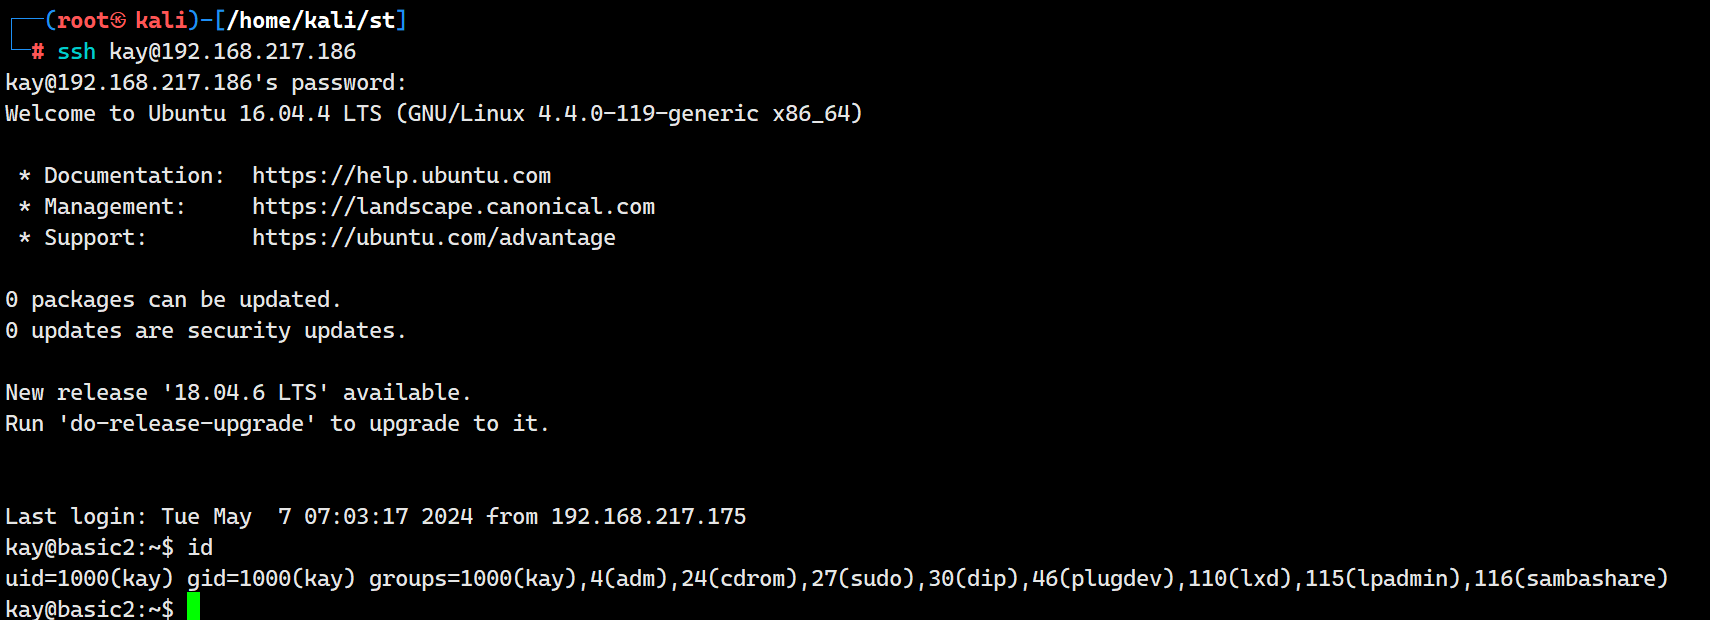 ┌──(root㉿kali)-[/home/kali/st]
└─# ssh kay@192.168.217.186
kay@192.168.217.186's password:
Welcome to Ubuntu 16.04.4 LTS (GNU/Linux 4.4.0-119-generic x86_64)

 * Documentation:  https://help.ubuntu.com
 * Management:     https://landscape.canonical.com
 * Support:        https://ubuntu.com/advantage

0 packages can be updated.
0 updates are security updates.

New release '18.04.6 LTS' available.
Run 'do-release-upgrade' to upgrade to it.


Last login: Tue May  7 07:03:17 2024 from 192.168.217.175
kay@basic2:~$ id
uid=1000(kay) gid=1000(kay) groups=1000(kay),4(adm),24(cdrom),27(sudo),30(dip),46(plugdev),110(lxd),115(lpadmin),116(sambashare)
kay@basic2:~$